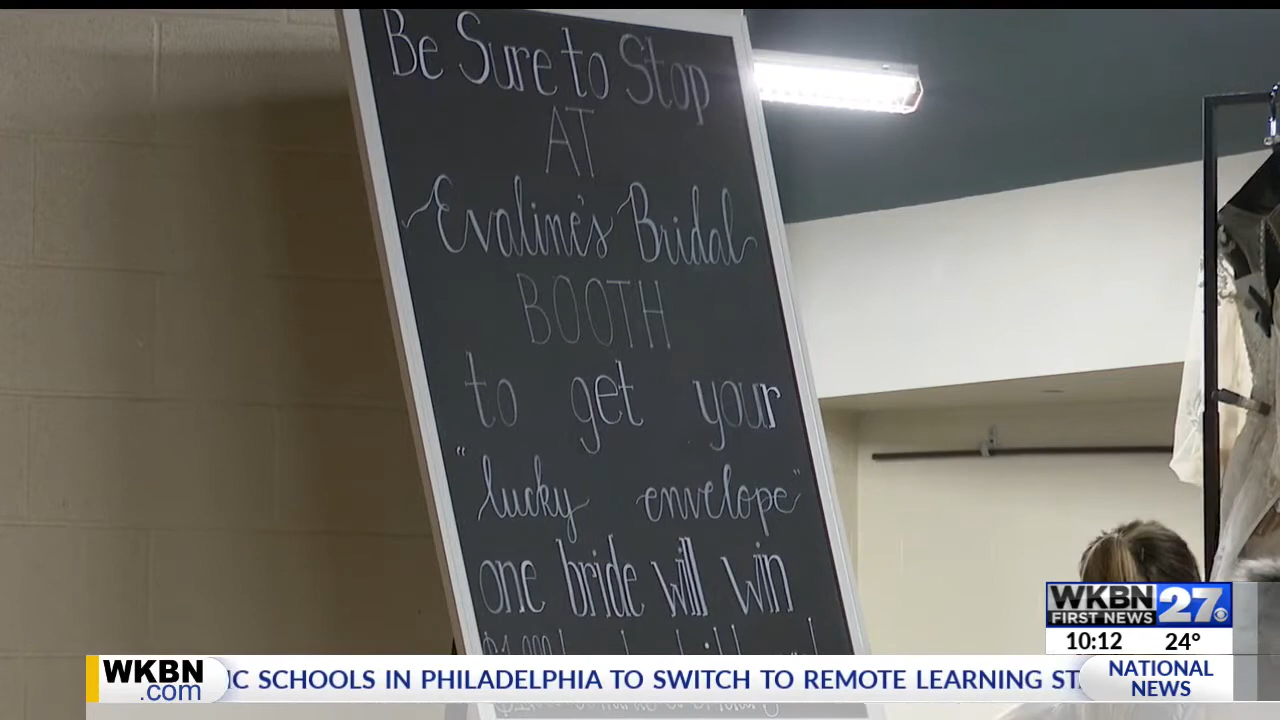 Be Sure to Stop
AT
Evaline's Bridal
BOOTH
to get your
"lucky envelope"
one bride will win
WKBN 27
FIRST NEWS
10:12 24°
WKBN
.com
IC SCHOOLS IN PHILADELPHIA TO SWITCH TO REMOTE LEARNING
NATIONAL
NEWS